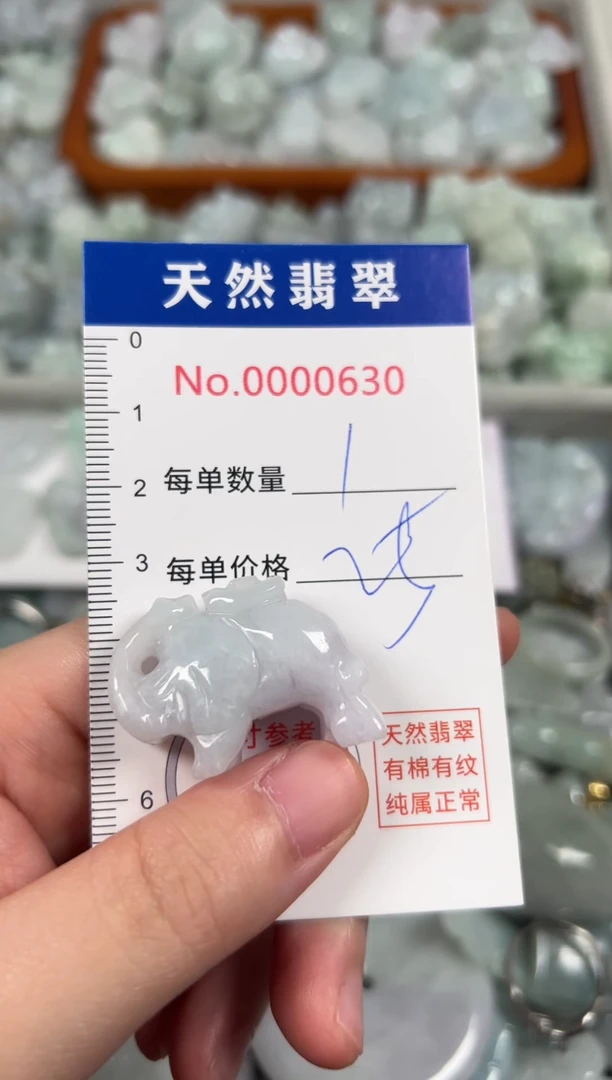 天然翡翠
0
No.0000630
1
每单数量 1
2
每单价格
3
寸参考
天然翡翠
有棉有纹
纯属正常
6